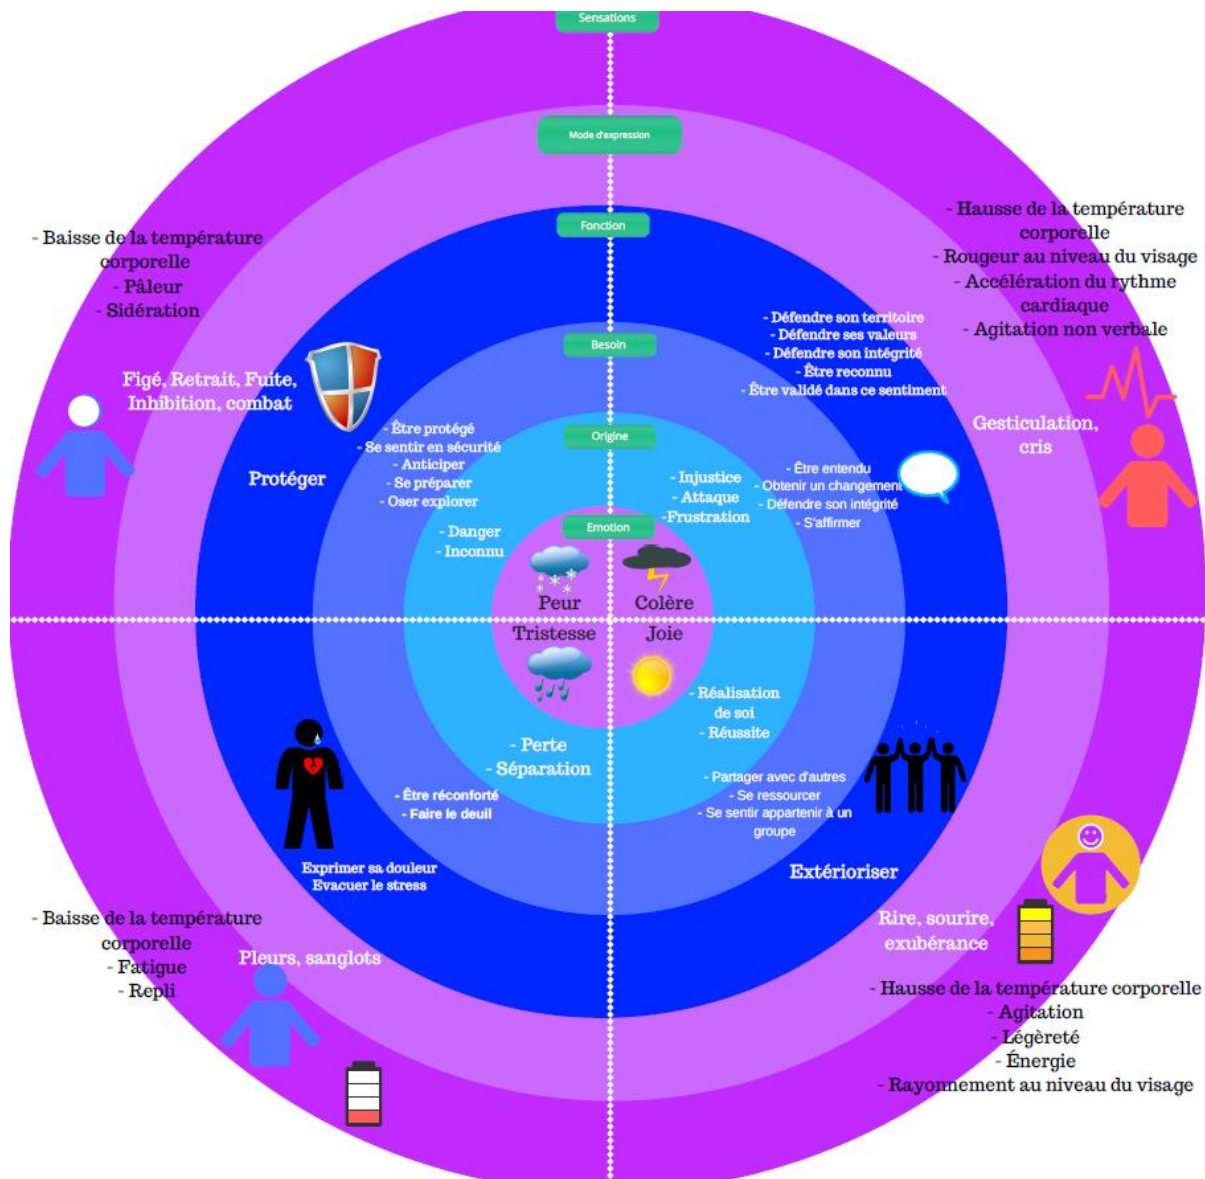 Sensations
Mode d'expression
Fonction
Besoin
Origine
Emotion
- Baisse de la température
corporelle
- Pâleur
- Sidération
Figé, Retrait, Fuite,
Inhibition, combat
Protéger
- Être protégé
- Se sentir en sécurité
- Anticiper
- Se préparer
- Oser explorer
- Danger
- Inconnu
Peur
- Hausse de la température
corporelle
- Rougeur au niveau du visage
- Accélération du rythme
cardiaque
- Agitation non verbale
Gesticulation,
cris
- Défendre son territoire
- Défendre ses valeurs
- Défendre son intégrité
- Être reconnu
- Être validé dans ce sentiment
- Être entendu
- Obtenir un changement
- Défendre son intégrité
- S'affirmer
- Injustice
- Attaque
-Frustration
Colère
Tristesse
- Perte
- Séparation
- Être réconforté
- Faire le deuil
Exprimer sa douleur
Evacuer le stress
Pleurs, sanglots
- Baisse de la température
corporelle
- Fatigue
- Repli
Joie
- Réalisation
de soi
- Réussite
- Partager avec d'autres
- Se ressourcer
- Se sentir appartenir à un
groupe
Extérioriser
Rire, sourire,
exubérance
- Hausse de la température corporelle
- Agitation
- Légèreté
- Énergie
- Rayonnement au niveau du visage